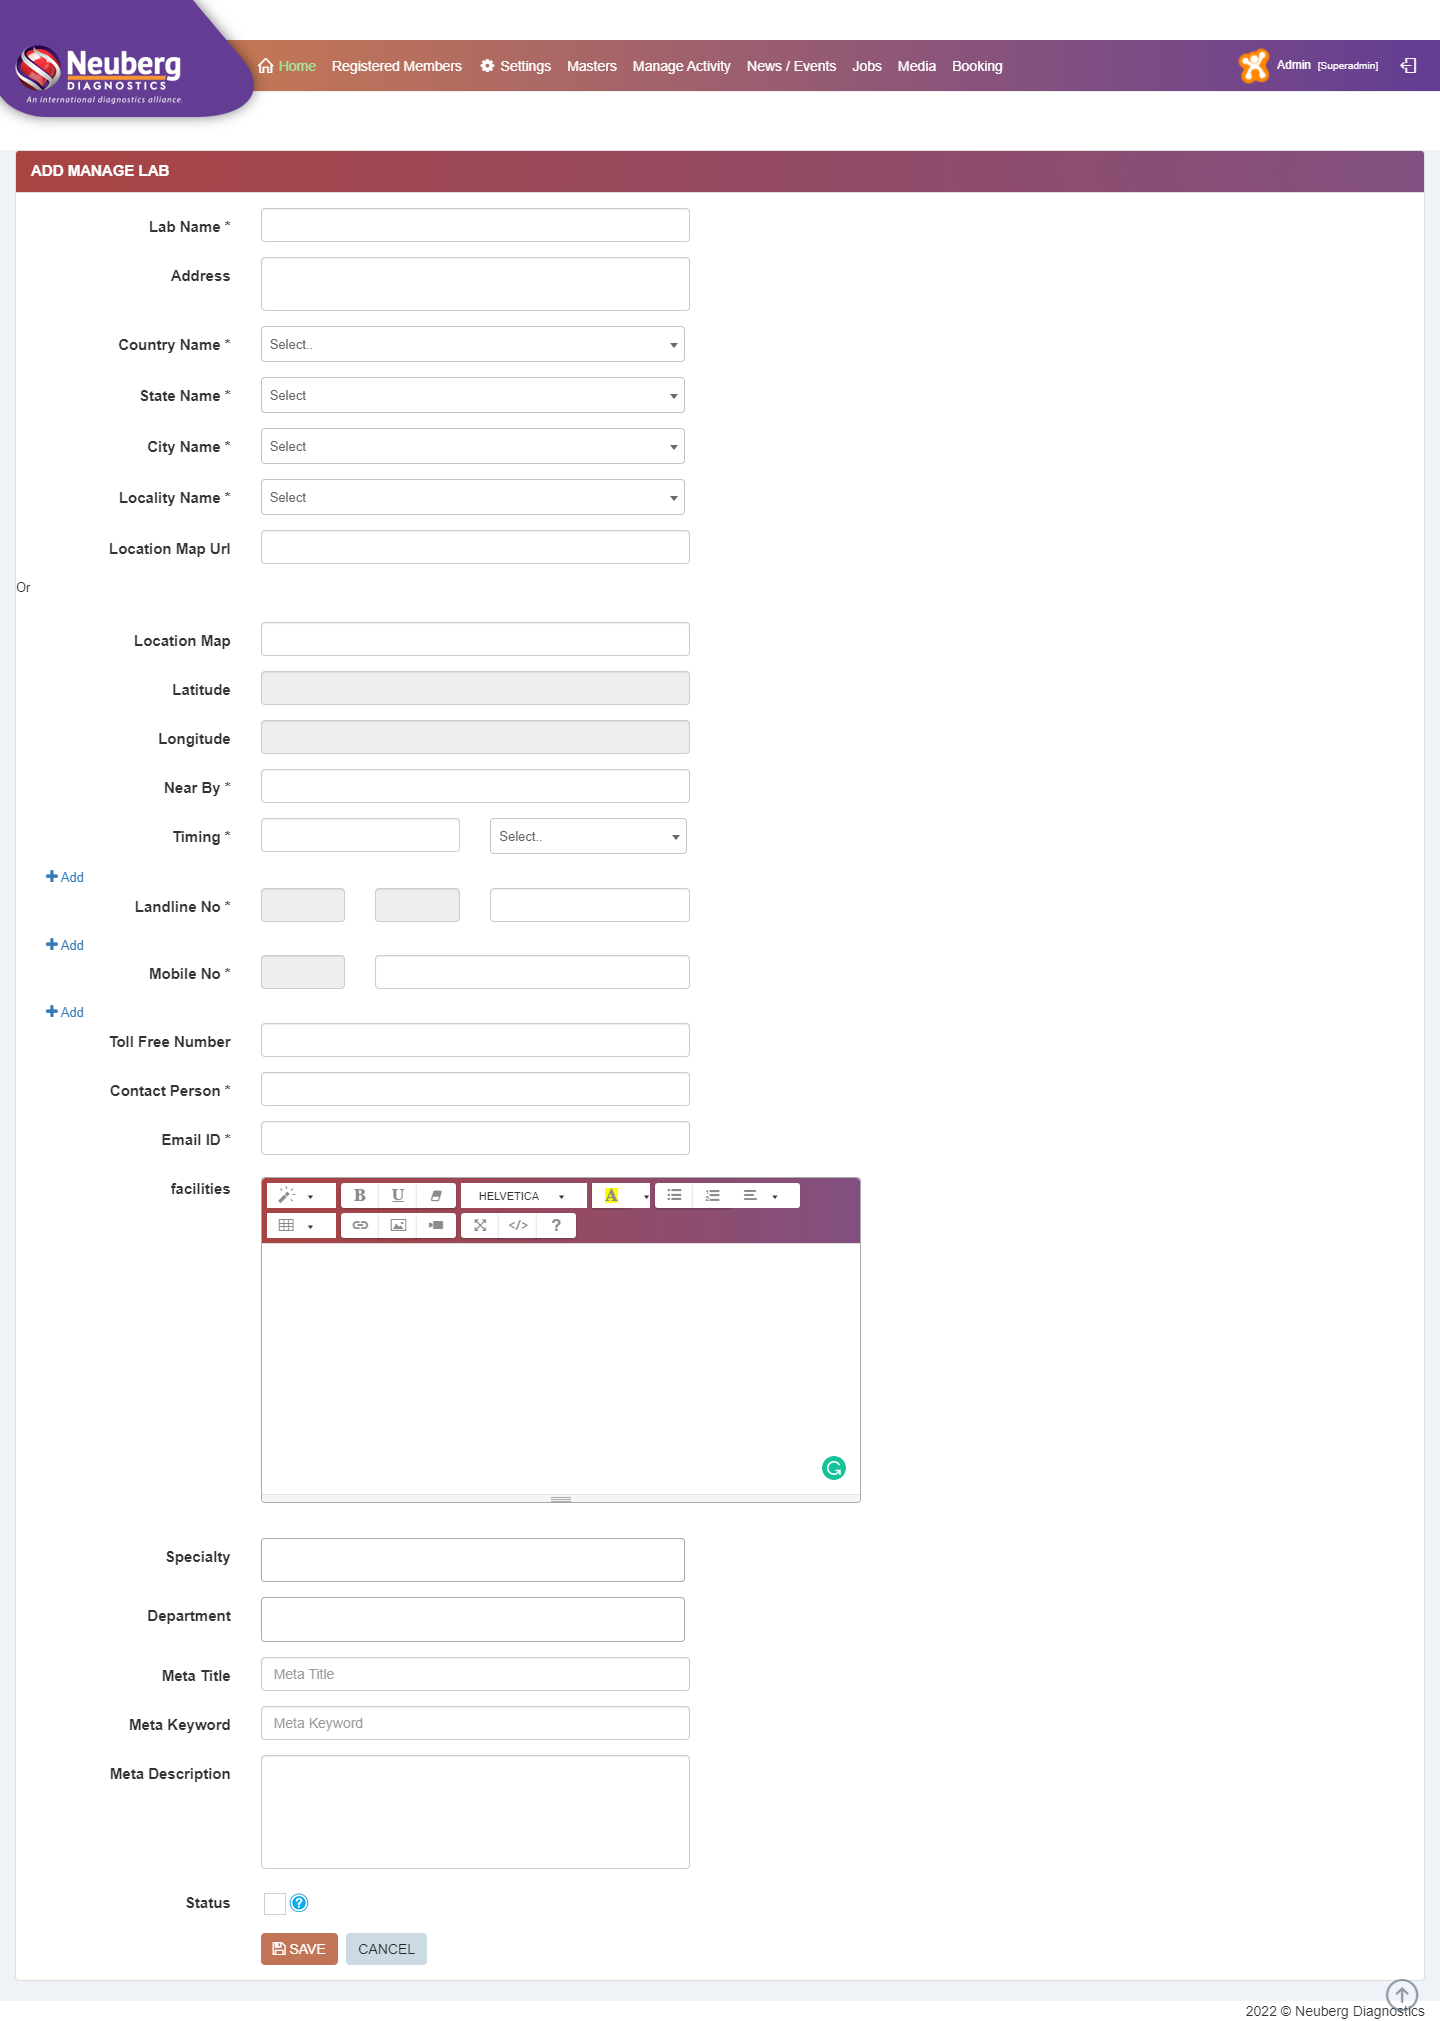 Neuberg
DIAGNOSTICS
An international diagnostics alliance.
Home Registered Members Settings Masters Manage Activity News / Events Jobs Media Booking
Admin [Superadmin]
ADD MANAGE LAB
Lab Name *
Address
Country Name * Select..
State Name * Select
City Name * Select
Locality Name * Select
Location Map Url
Or
Location Map
Latitude
Longitude
Near By *
Timing * Select..
Add
Landline No *
Add
Mobile No *
Add
Toll Free Number
Contact Person *
Email ID *
facilities
B U HELVETICA A
</> ?
Specialty
Department
Meta Title Meta Title
Meta Keyword Meta Keyword
Meta Description
Status ?
SAVE CANCEL
2022 © Neuberg Diagnostics